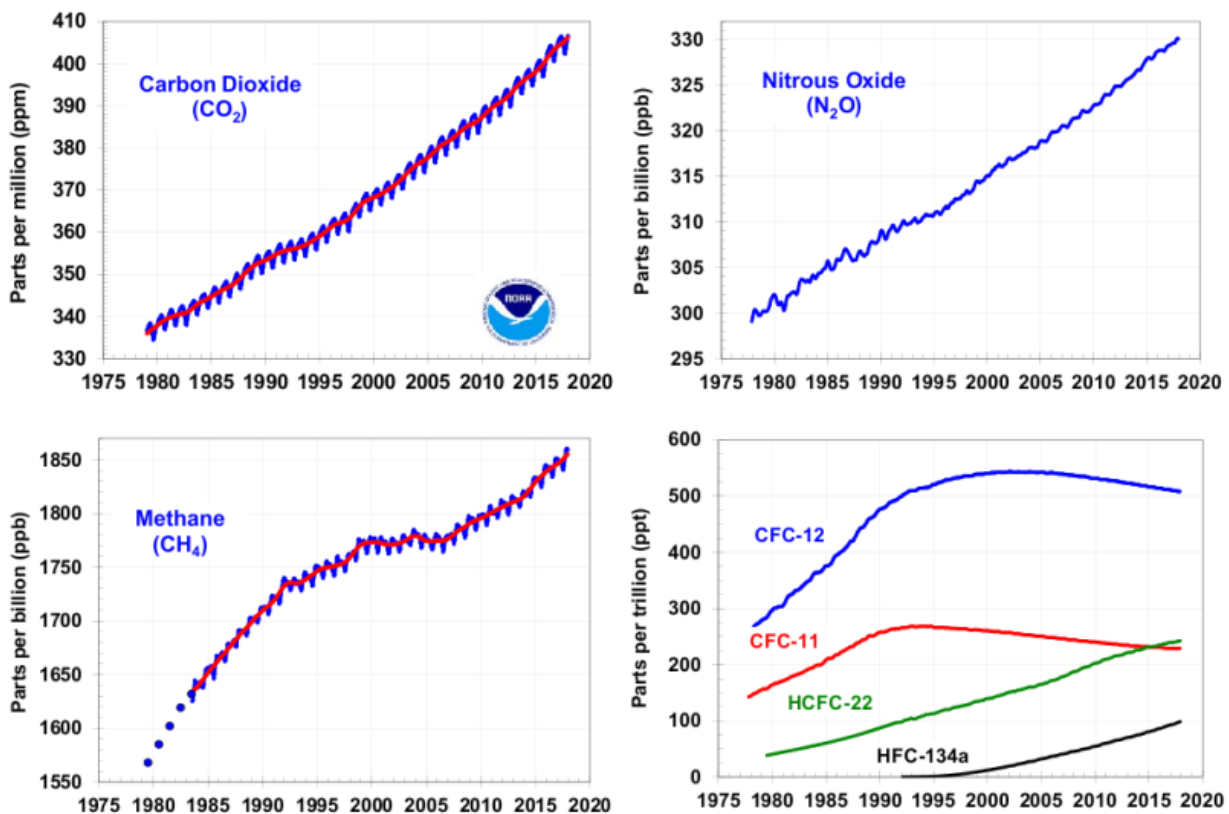 410
400
390
380
370
360
350
340
330
Parts per million (ppm)
Carbon Dioxide
(CO₂)
NOAA
1975 1980 1985 1990 1995 2000 2005 2010 2015 2020
330
325
320
315
310
305
300
295
Parts per billion (ppb)
Nitrous Oxide
(N₂O)
1975 1980 1985 1990 1995 2000 2005 2010 2015 2020
1850
1800
1750
1700
1650
1600
1550
Parts per billion (ppb)
Methane
(CH₄)
1975 1980 1985 1990 1995 2000 2005 2010 2015 2020
600
500
400
300
200
100
0
Parts per trillion (ppt)
CFC-12
CFC-11
HCFC-22
HFC-134a
1975 1980 1985 1990 1995 2000 2005 2010 2015 2020